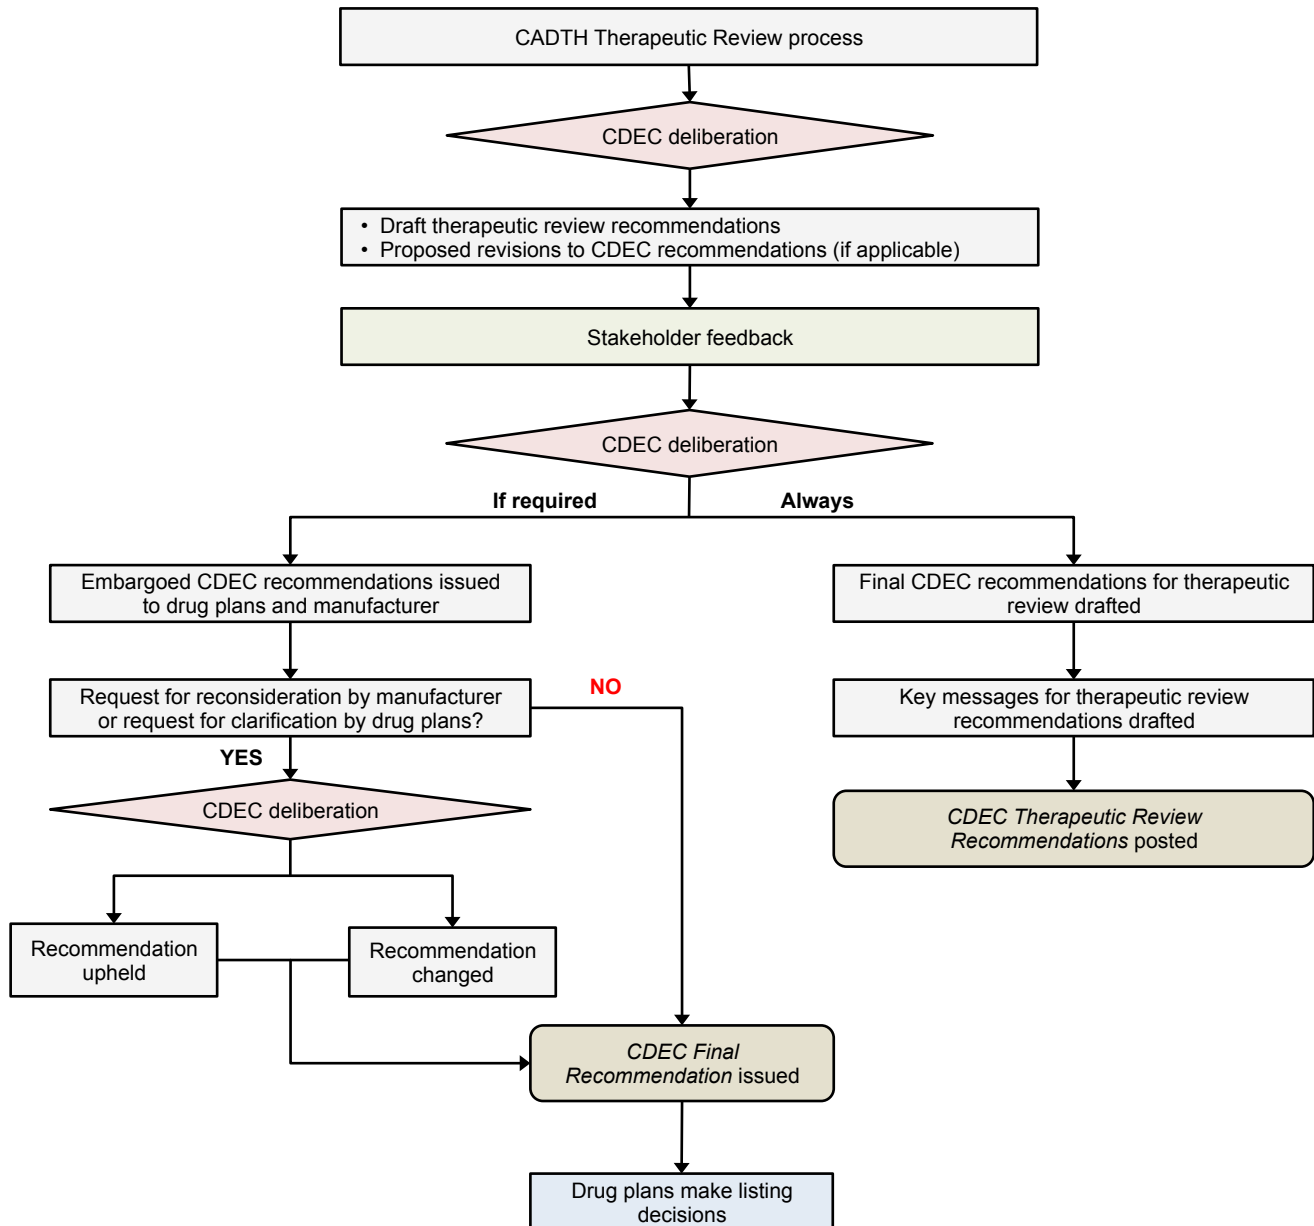 CADTH Therapeutic Review process
CDEC deliberation
• Draft therapeutic review recommendations
• Proposed revisions to CDEC recommendations (if applicable)
Stakeholder feedback
CDEC deliberation
If required
Always
Embargoed CDEC recommendations issued
to drug plans and manufacturer
Final CDEC recommendations for therapeutic
review drafted
Request for reconsideration by manufacturer
or request for clarification by drug plans?
NO
Key messages for therapeutic review
recommendations drafted
YES
CDEC deliberation
CDEC Therapeutic Review
Recommendations posted
Recommendation
upheld
Recommendation
changed
CDEC Final
Recommendation issued
Drug plans make listing
decisions